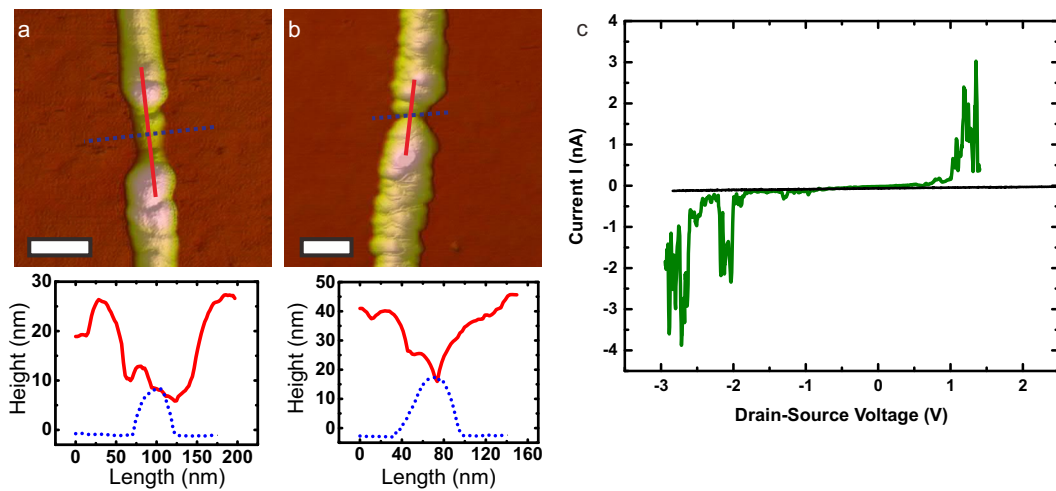 a
b
c
30
20
10
0
Height (nm)
0 50 100 150 200
Length (nm)
50
40
30
20
10
0
Height (nm)
0 40 80 120 160
Length (nm)
4
3
2
1
0
-1
-2
-3
-4
Current I (nA)
-3 -2 -1 0 1 2
Drain-Source Voltage (V)